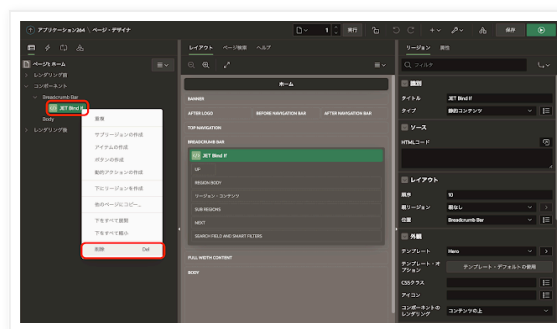 アプリケーション264 \ ページ・デザイナ
1
実行
保存
レイアウト ページ検索 ヘルプ
リージョン 属性
ページ1: ホーム
レンダリング前
コンポーネント
Breadcrumb Bar
JET Bind If
Body
レンダリング後
複製
サブリージョンの作成
アイテムの作成
ボタンの作成
動的アクションの作成
下にリージョンを作成
他のページにコピー...
下をすべて展開
下をすべて縮小
削除 Del
ホーム
BANNER
AFTER LOGO BEFORE NAVIGATION BAR AFTER NAVIGATION BAR
TOP NAVIGATION
BREADCRUMB BAR
JET Bind If
UP
REGION BODY
リージョン・コンテンツ
SUB REGIONS
NEXT
SEARCH FIELD AND SMART FILTERS
FULL WIDTH CONTENT
BODY
フィルタ
識別
タイトル JET Bind If
タイプ 静的コンテンツ
ソース
HTMLコード
レイアウト
順序 10
親リージョン 親なし
位置 Breadcrumb Bar
外観
テンプレート Hero
テンプレート・オプション テンプレート・デフォルトの使用
CSSクラス
アイコン
コンポーネントのレンダリング コンテンツの上